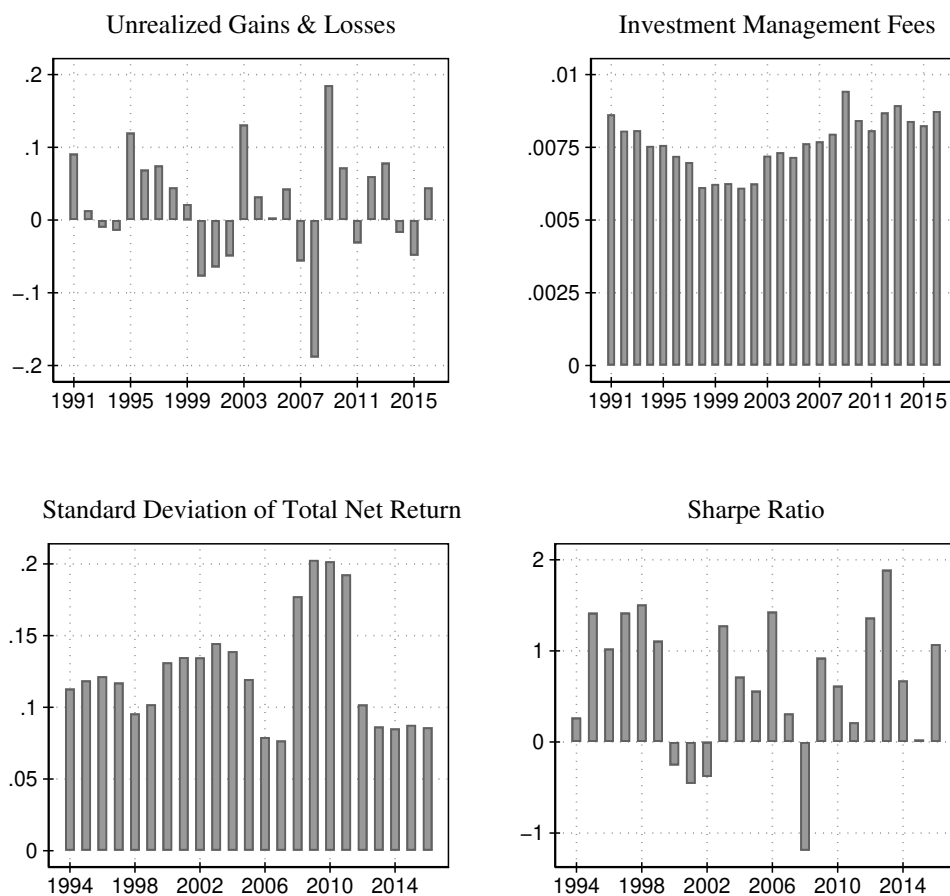 Unrealized Gains & Losses
.2
.1
0
−.1
−.2
1991 1995 1999 2003 2007 2011 2015
Investment Management Fees
.01
.0075
.005
.0025
0
1991 1995 1999 2003 2007 2011 2015
Standard Deviation of Total Net Return
.2
.15
.1
.05
0
1994 1998 2002 2006 2010 2014
Sharpe Ratio
2
1
0
−1
1994 1998 2002 2006 2010 2014